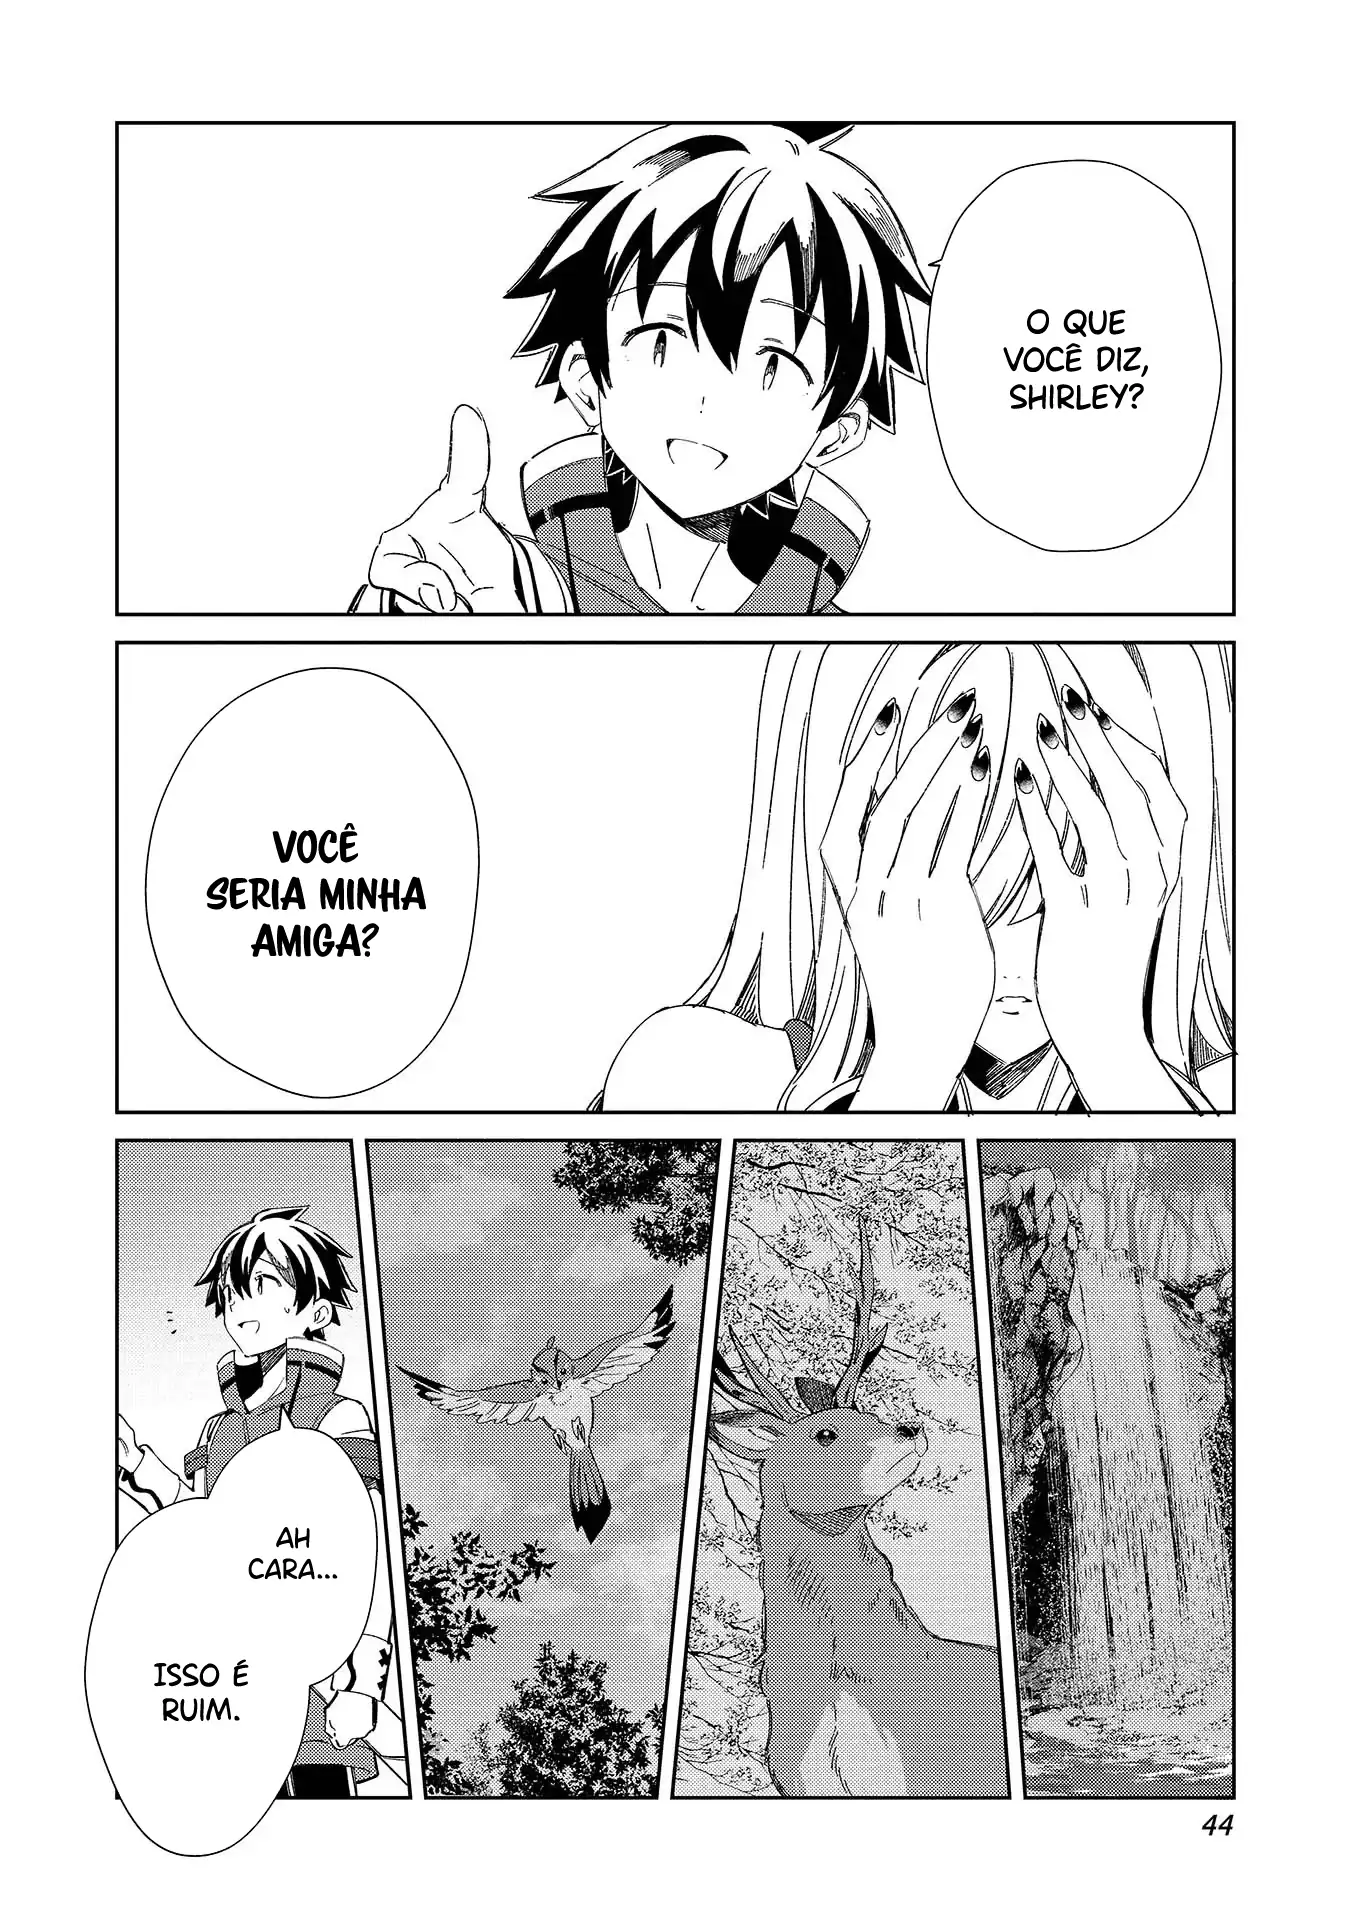 O QUE
VOCÊ DIZ,
SHIRLEY?
VOCÊ
SERIA MINHA
AMIGA?
AH
CARA...
ISSO É
RUIM.
44